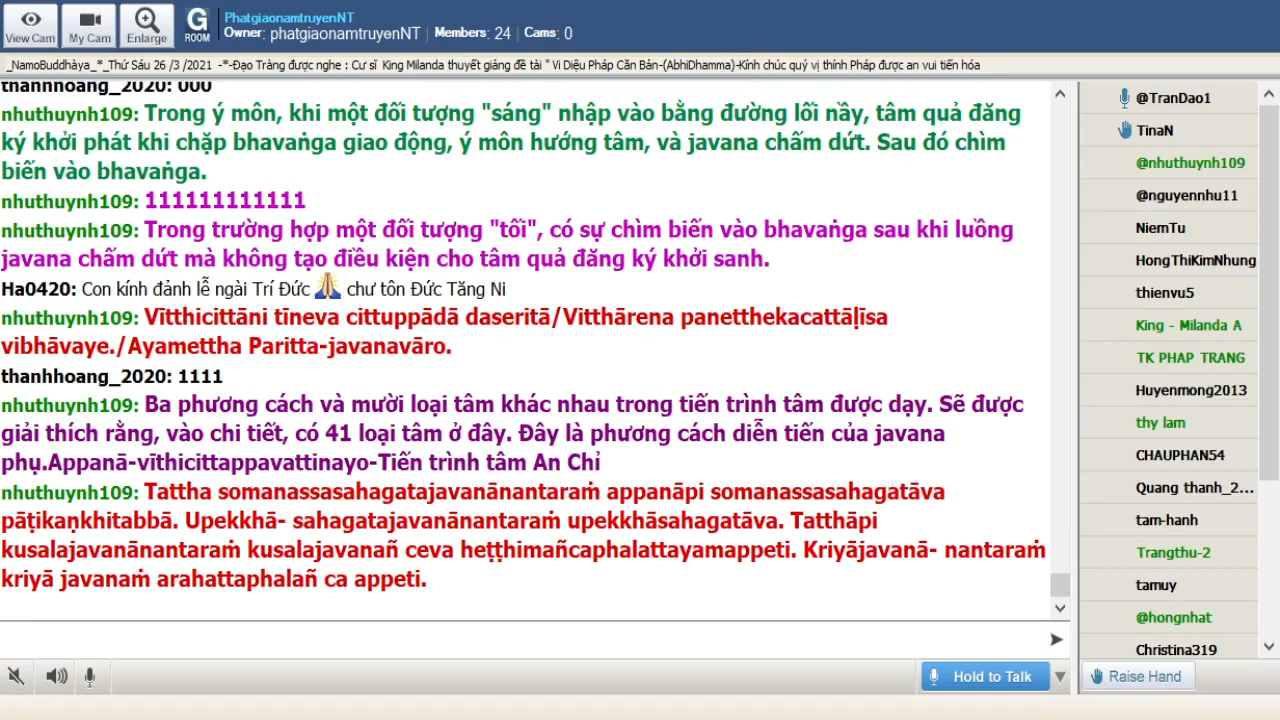 View Cam
My Cam
Enlarge
G
ROOM
PhatgiaonamtruyenNT
Owner: phatgiaonamtruyenNT | Members: 24 | Cams: 0
_NamoBuddhàya_*_Thứ Sáu 26 /3 /2021 -*-Đạo Tràng được nghe : Cư sĩ King Milanda thuyết giảng đề tài " Vi Diệu Pháp Căn Bản-(AbhiDhamma)-Kính chúc quý vị thính Pháp được an vui tiến hóa
thanhhoang_2020: 000
nhuthuynh109: Trong ý môn, khi một đối tượng "sáng" nhập vào bằng đường lối nầy, tâm quả đăng
ký khởi phát khi chặp bhavaṅga giao động, ý môn hướng tâm, và javana chấm dứt. Sau đó chìm
biến vào bhavaṅga.
nhuthuynh109: 111111111111
nhuthuynh109: Trong trường hợp một đối tượng "tối", có sự chìm biến vào bhavaṅga sau khi luồng
javana chấm dứt mà không tạo điều kiện cho tâm quả đăng ký khởi sanh.
Ha0420: Con kính đảnh lễ ngài Trí Đức 🙏 chư tôn Đức Tăng Ni
nhuthuynh109: Vītthicittāni tīneva cittuppādā daseritā/Vitthārena panetthekacattāḷīsa
vibhāvaye./Ayamettha Paritta-javanavāro.
thanhhoang_2020: 1111
nhuthuynh109: Ba phương cách và mười loại tâm khác nhau trong tiến trình tâm được dạy. Sẽ được
giải thích rằng, vào chi tiết, có 41 loại tâm ở đây. Đây là phương cách diễn tiến của javana
phụ.Appanā-vīthicittappavattinayo-Tiến trình tâm An Chỉ
nhuthuynh109: Tattha somanassasahagatajavanānantaraṁ appanāpi somanassasahagatāva
pāṭikaṇkhitabbā. Upekkhā- sahagatajavanānantaraṁ upekkhāsahagatāva. Tatthāpi
kusalajavanānantaraṁ kusalajavanañ ceva heṭṭhimañcaphalattayamappeti. Kriyājavanā- nantaraṁ
kriyā javanaṁ arahattaphalañ ca appeti.
@TranDao1
TinaN
@nhuthuynh109
@nguyennhu11
NiemTu
HongThiKimNhung
thienvu5
King - Milanda A
TK PHAP TRANG
Huyenmong2013
thy lam
CHAUPHAN54
Quang thanh_2...
tam-hanh
Trangthu-2
tamuy
@hongnhat
Christina319
Hold to Talk
Raise Hand